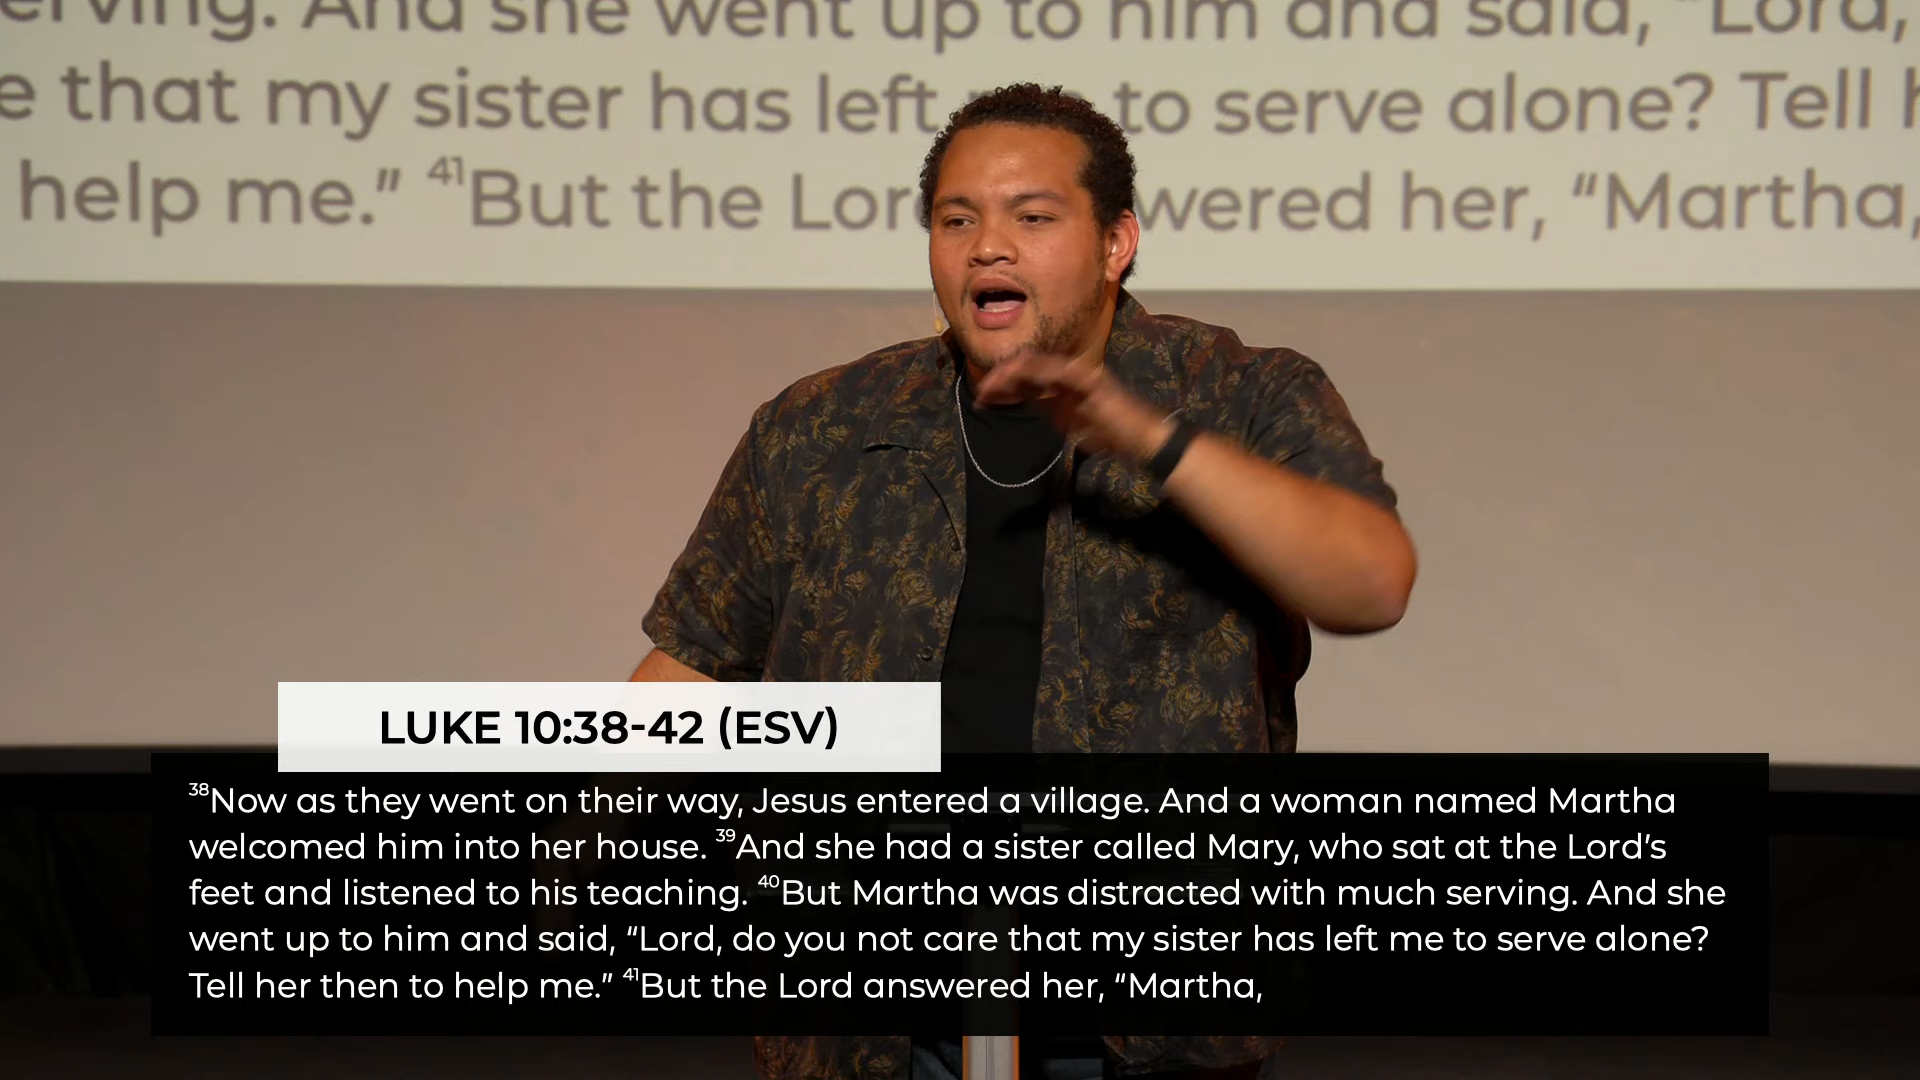 erving. And she went up to him and said, "Lord,
e that my sister has left to serve alone? Tell h
help me." 41But the Lor wered her, "Martha,
LUKE 10:38-42 (ESV)
38Now as they went on their way, Jesus entered a village. And a woman named Martha
welcomed him into her house. 39And she had a sister called Mary, who sat at the Lord's
feet and listened to his teaching. 40But Martha was distracted with much serving. And she
went up to him and said, "Lord, do you not care that my sister has left me to serve alone?
Tell her then to help me." 41But the Lord answered her, "Martha,